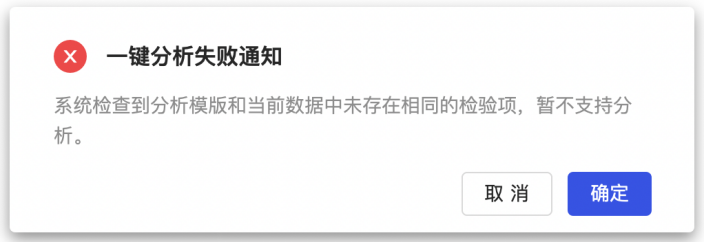 一键分析失败通知
系统检查到分析模版和当前数据中未存在相同的检验项，暂不支持分
析。
取 消
确定